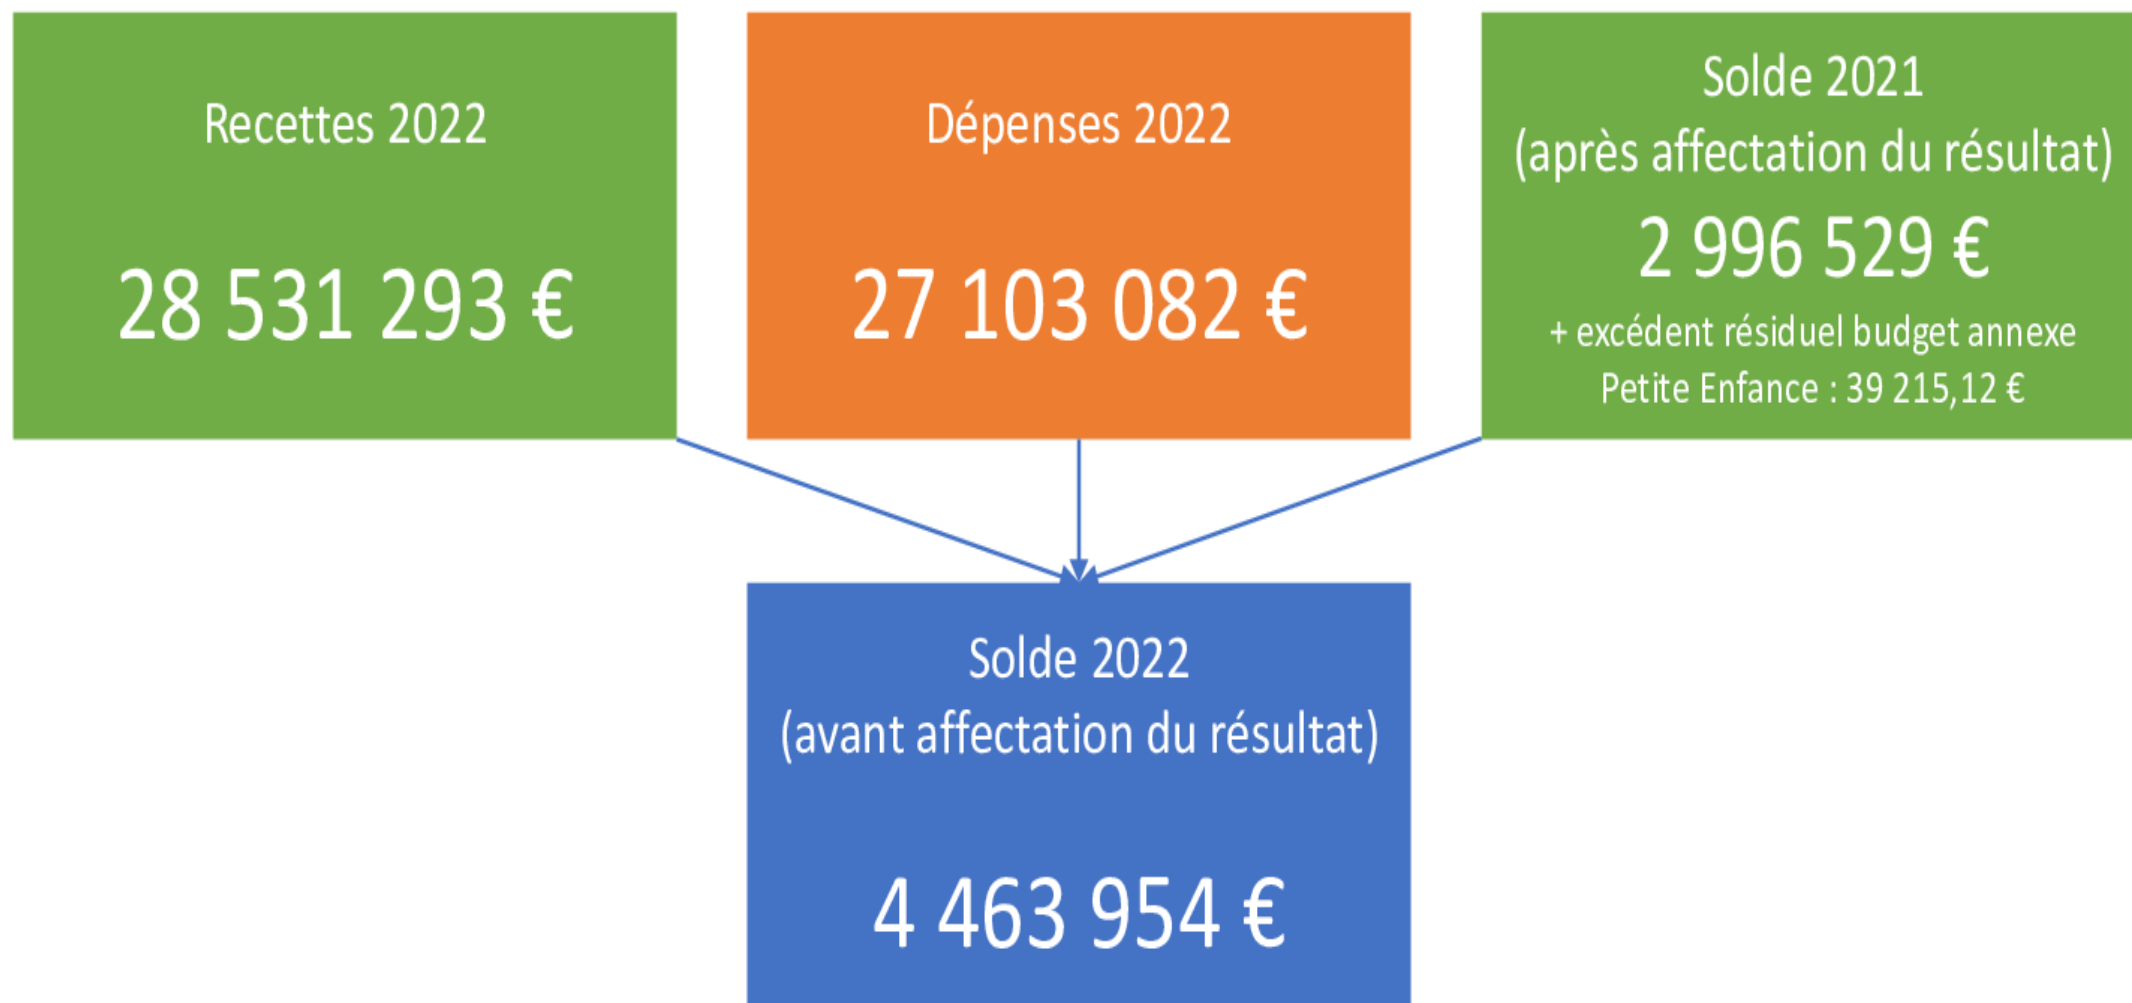 Recettes 2022
28 531 293 €
Dépenses 2022
27 103 082 €
Solde 2021
(après affectation du résultat)
2 996 529 €
+ excédent résiduel budget annexe
Petite Enfance : 39 215,12 €
Solde 2022
(avant affectation du résultat)
4 463 954 €